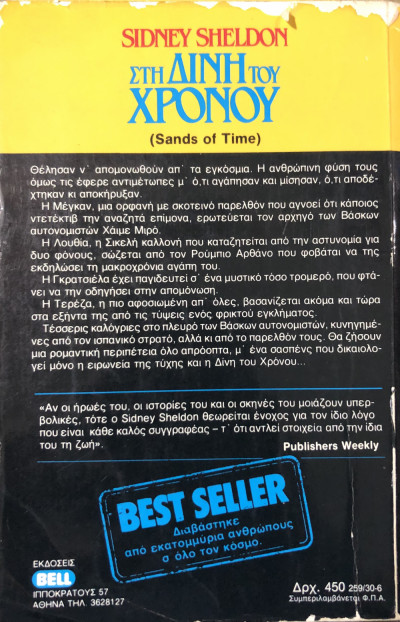 SIDNEY SHELDON
ΣΤΗ ΔΙΝΗ ΤΟΥ
ΧΡΟΝΟΥ
(Sands of Time)
Θέλησαν ν' απομονωθούν απ' τα εγκόσμια. Η ανθρώπινη φύση τους
όμως τις έφερε αντιμέτωπες μ' ό,τι αγάπησαν και μίσησαν, ό,τι αποδέ-
χτηκαν κι αποκήρυξαν.
Η Μέγκαν, μια ορφανή με σκοτεινό παρελθόν που αγνοεί ότι κάποιος
ντετέκτιβ την αναζητά επίμονα, ερωτεύεται τον αρχηγό των Βάσκων
αυτονομιστών Χάιμε Μιρό.
Η Λουθία, η Σικελή καλλονή που καταζητείται από την αστυνομία για
δυο φόνους, σώζεται από τον Ρούμπιο Αρθάνο που φοβάται να της
εκδηλώσει τη μακροχρόνια αγάπη του.
Η Γκρατσιέλα έχει παγιδευτεί σ' ένα μυστικό τόσο τρομερό, που φτά-
νει να την οδηγήσει στην απομόνωση.
Η Τερέζα, η πιο αφοσιωμένη απ' όλες, βασανίζεται ακόμα και τώρα
στα εξήντα της από τις τύψεις ενός φρικτού εγκλήματος.
Τέσσερις καλόγριες στο πλευρό των Βάσκων αυτονομιστών, κυνηγημέ-
νες από τον ισπανικό στρατό, αλλά κι από το παρελθόν τους. Θα ζήσουν
μια ρομαντική περιπέτεια όλο απρόοπτα, μ' ένα σασπένς που δικαιολο-
γεί μόνο η ειρωνεία της τύχης και η Δίνη του Χρόνου...
«Αν οι ήρωές του, οι ιστορίες του και οι σκηνές του μοιάζουν υπερ-
βολικές, τότε ο Sidney Sheldon θεωρείται ένοχος για τον ίδιο λόγο
που είναι κάθε καλός συγγραφέας – τ' ότι αντλεί στοιχεία από την ίδια
του τη ζωή».
Publishers Weekly
BEST SELLER
Διαβάστηκε
από εκατομμύρια ανθρώπους
σ όλο τον κόσμο.
ΕΚΔΟΣΕΙΣ
BELL
ΙΠΠΟΚΡΑΤΟΥΣ 57
ΑΘΗΝΑ ΤΗΛ. 3628127
Δρχ. 450 259/30-6
Συμπεριλαμβάνεται Φ.Π.Α.